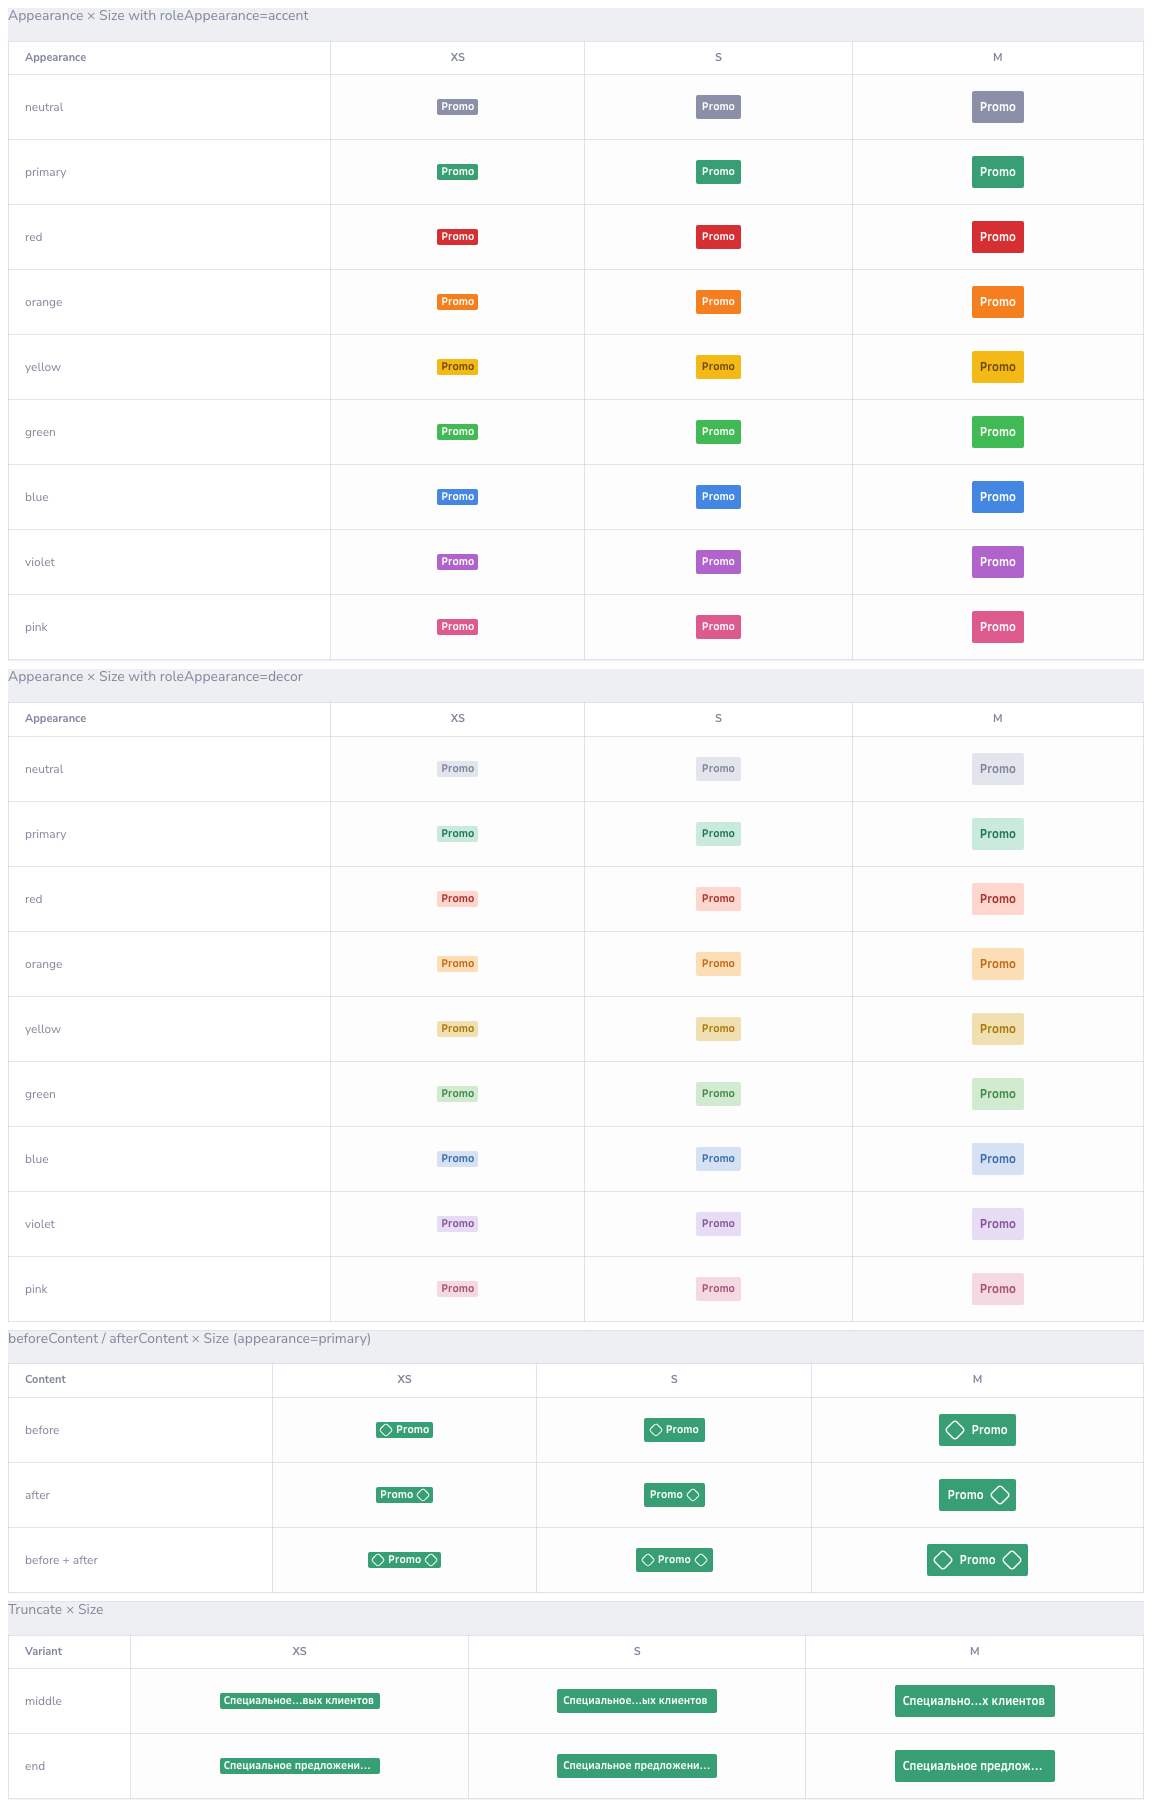 Appearance × Size with roleAppearance=accent
Appearance XS S M
neutral Promo Promo Promo
primary Promo Promo Promo
red Promo Promo Promo
orange Promo Promo Promo
yellow Promo Promo Promo
green Promo Promo Promo
blue Promo Promo Promo
violet Promo Promo Promo
pink Promo Promo Promo
Appearance × Size with roleAppearance=decor
Appearance XS S M
neutral Promo Promo Promo
primary Promo Promo Promo
red Promo Promo Promo
orange Promo Promo Promo
yellow Promo Promo Promo
green Promo Promo Promo
blue Promo Promo Promo
violet Promo Promo Promo
pink Promo Promo Promo
beforeContent / afterContent × Size (appearance=primary)
Content XS S M
before Promo Promo Promo
after Promo Promo Promo
before + after Promo Promo Promo
Truncate × Size
Variant XS S M
middle Специальное...вых клиентов Специальное...ых клиентов Специально...х клиентов
end Специальное предложени... Специальное предложени... Специальное предлож...